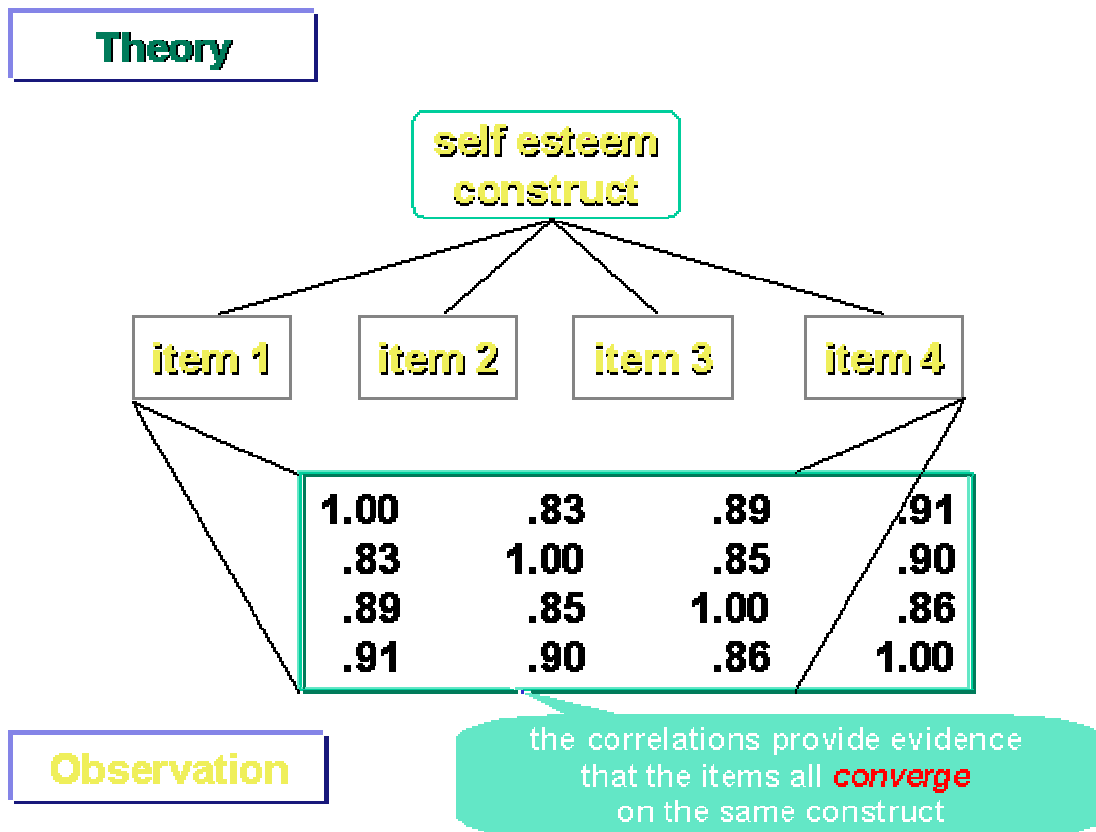 Theory
self esteem
construct
item 1 item 2 item 3 item 4
1.00 .83 .89 .91
.83 1.00 .85 .90
.89 .85 1.00 .86
.91 .90 .86 1.00
Observation
the correlations provide evidence
that the items all converge
on the same construct